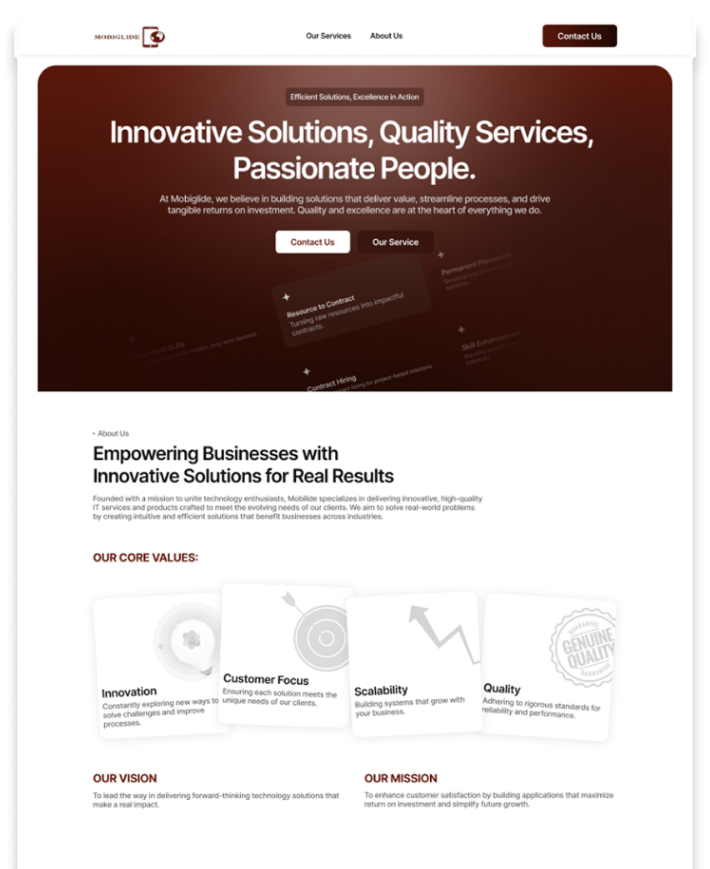 MOBIGLIDE
Our Services
About Us
Contact Us
Efficient Solutions, Excellence in Action
Innovative Solutions, Quality Services,
Passionate People.
At Mobiglide, we believe in building solutions that deliver value, streamline processes, and drive
tangible returns on investment. Quality and excellence are at the heart of everything we do.
Contact Us
Our Service
Permanent Placement
Resource to Contract
Turning raw resources into impactful
contracts.
long-term success.
Skill Enhancement
Contract Hiring
hiring for project-based solutions.
• About Us
Empowering Businesses with
Innovative Solutions for Real Results
Founded with a mission to unite technology enthusiasts, Mobilide specializes in delivering innovative, high-quality
IT services and products crafted to meet the evolving needs of our clients. We aim to solve real-world problems
by creating intuitive and efficient solutions that benefit businesses across industries.
OUR CORE VALUES:
Innovation
Constantly exploring new ways to
solve challenges and improve
processes.
Customer Focus
Ensuring each solution meets the
unique needs of our clients.
Scalability
Building systems that grow with
your business.
GUARANTEE
GENUINE
QUALITY
GUARANTEE
Quality
Adhering to rigorous standards for
reliability and performance.
OUR VISION
To lead the way in delivering forward-thinking technology solutions that
make a real impact.
OUR MISSION
To enhance customer satisfaction by building applications that maximize
return on investment and simplify future growth.